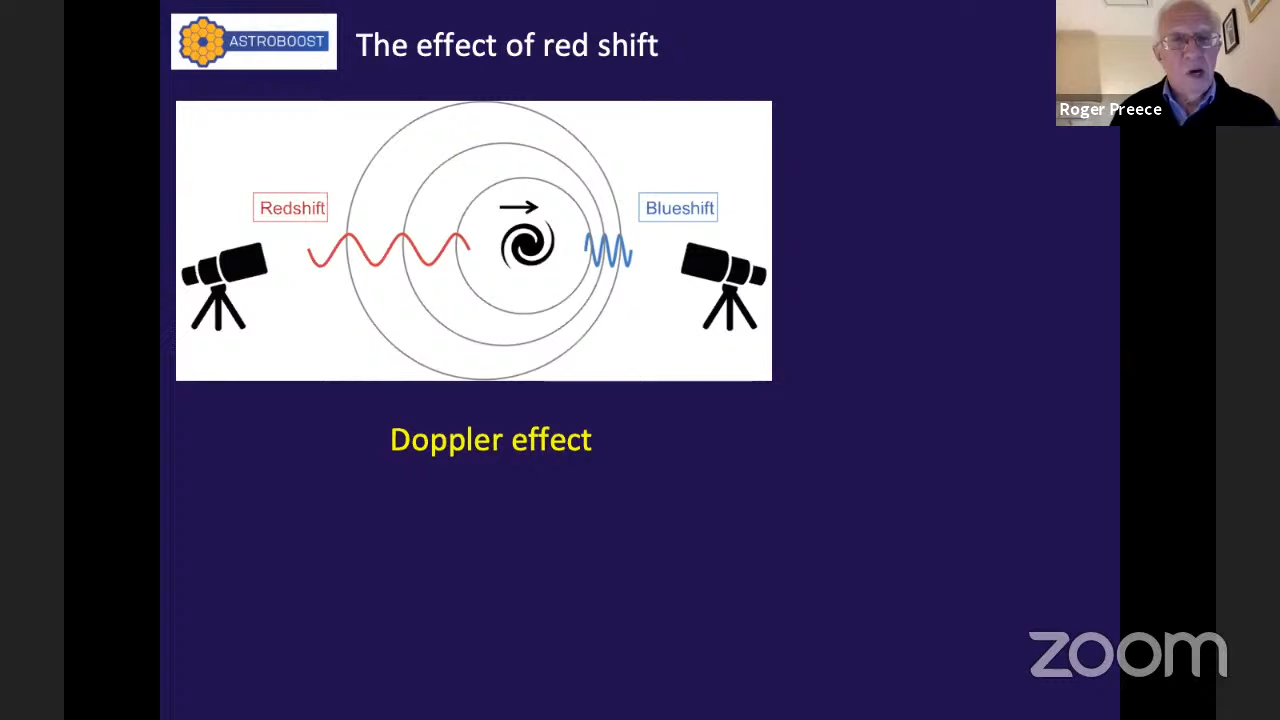 ASTROBOOST
The effect of red shift
Roger Preece
Redshift
Blueshift
Doppler effect
zoom